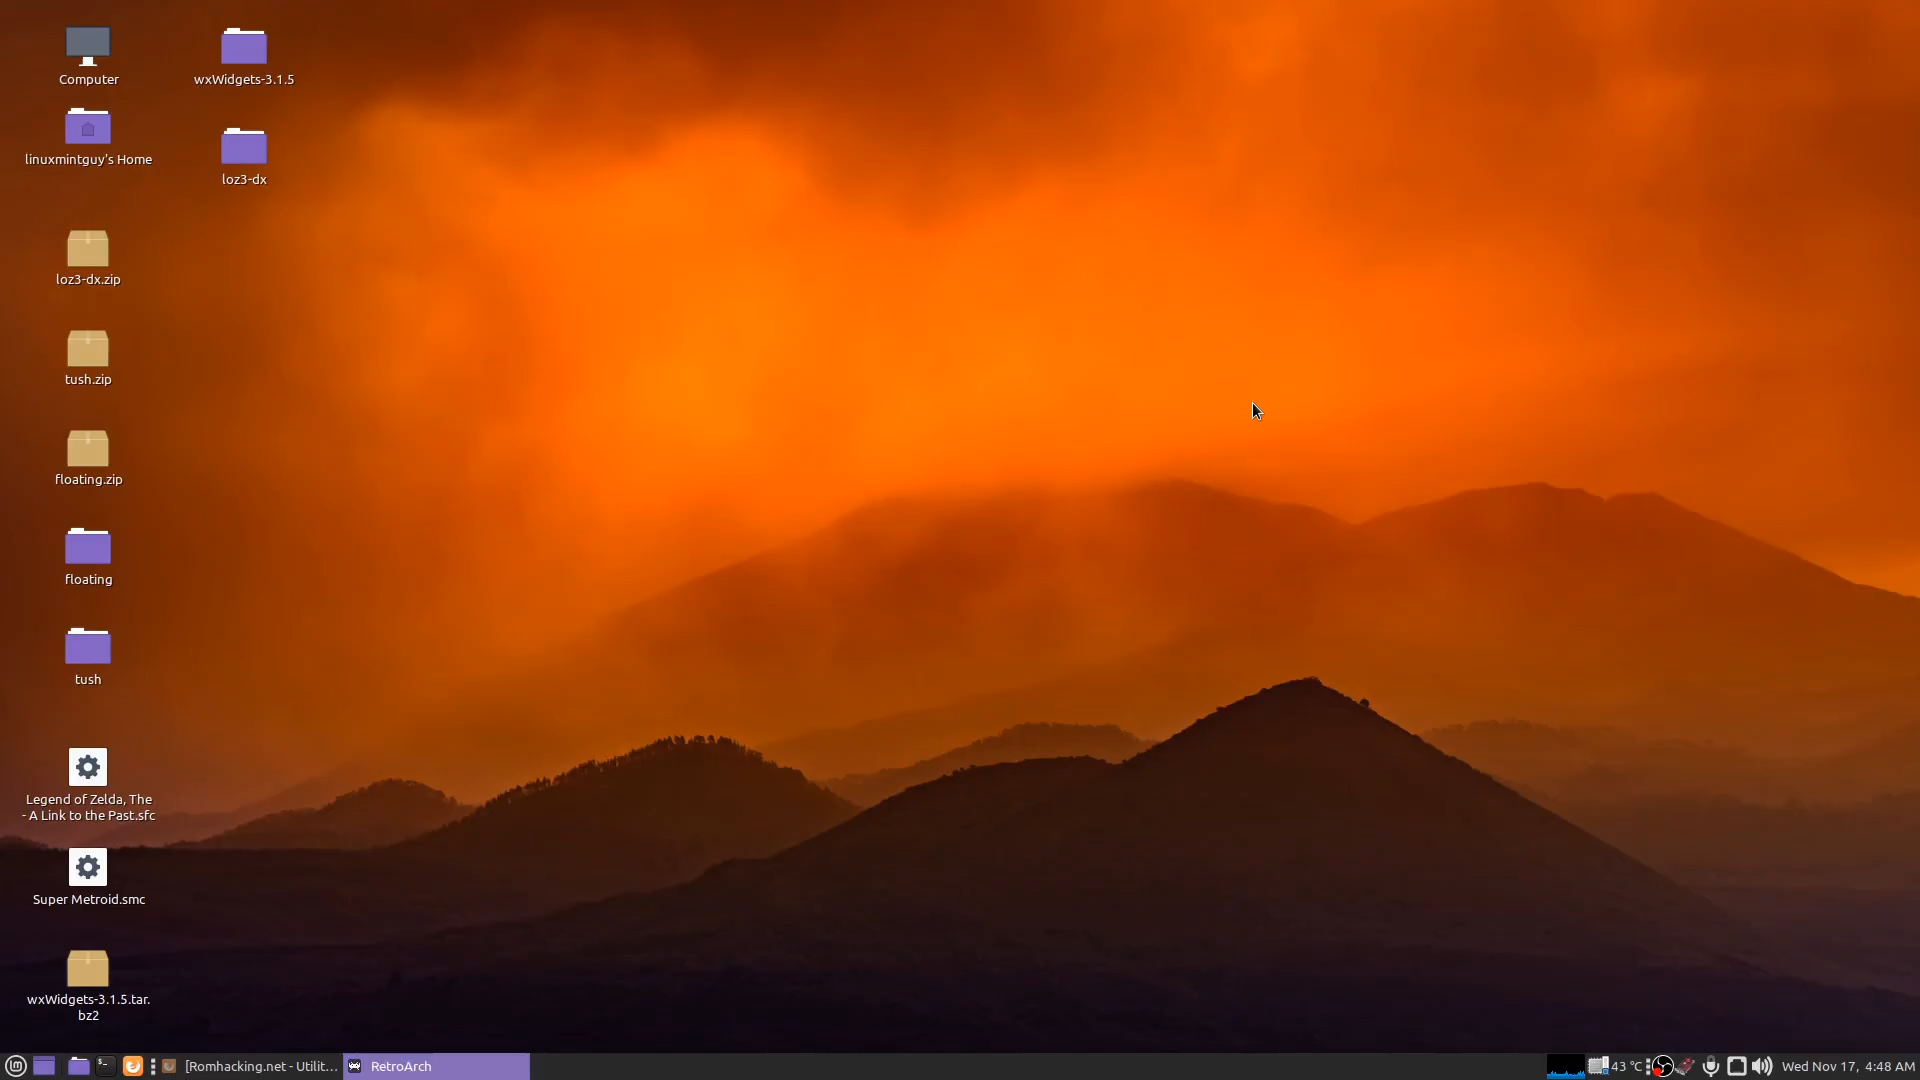 Computer
linuxmintguy's Home
loz3-dx.zip
tush.zip
floating.zip
floating
tush
Legend of Zelda, The
- A Link to the Past.sfc
Super Metroid.smc
wxWidgets-3.1.5.tar.
bz2
wxWidgets-3.1.5
loz3-dx
[Romhacking.net - Utilit...
RetroArch
43 °C
Wed Nov 17, 4:48 AM